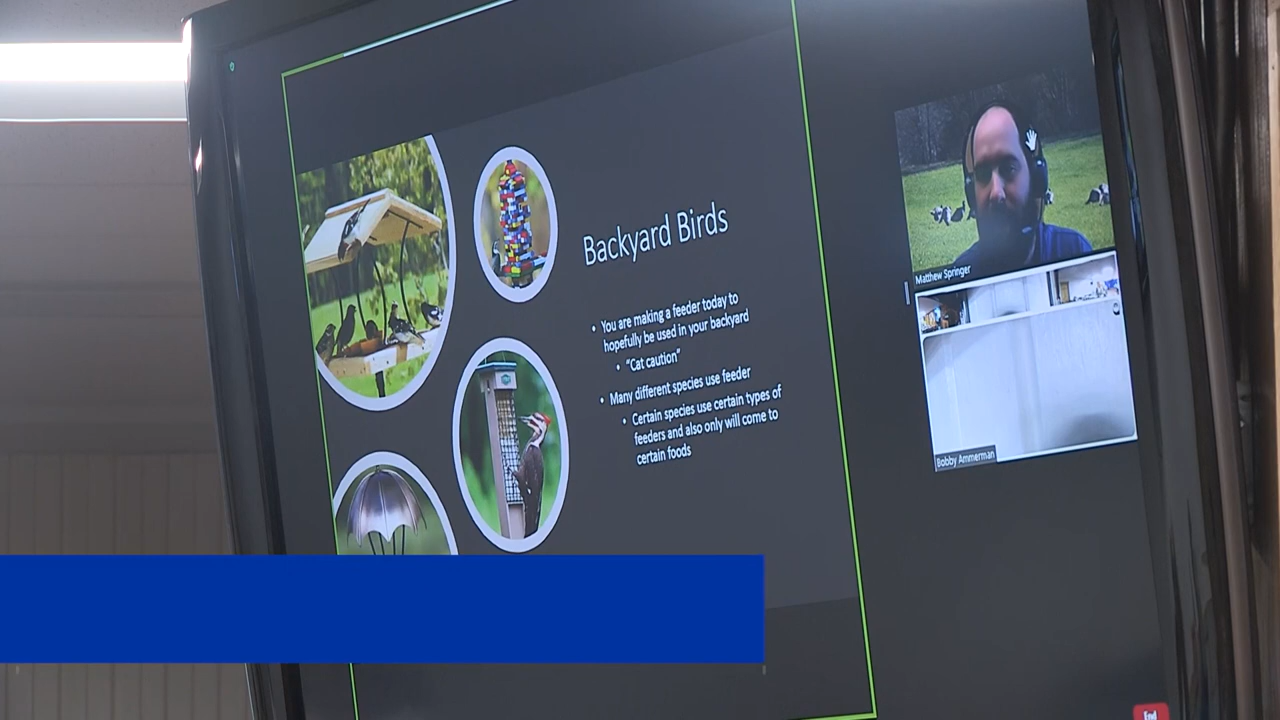 Backyard Birds
• You are making a feeder today to
hopefully be used in your backyard
• "Cat caution"
• Many different species use feeder
• Certain species use certain types of
feeders and also only will come to
certain foods
Matthew Springer
Bobby Ammerman